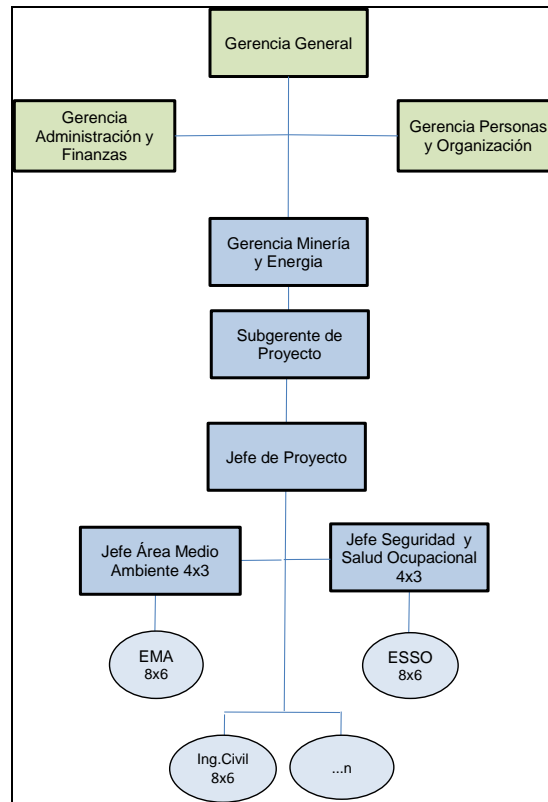 Gerencia General
Gerencia
Administración y
Finanzas
Gerencia Personas
y Organización
Gerencia Minería
y Energia
Subgerente de
Proyecto
Jefe de Proyecto
Jefe Área Medio
Ambiente 4x3
Jefe Seguridad y
Salud Ocupacional
4x3
EMA
8x6
ESSO
8x6
Ing.Civil
8x6
...n